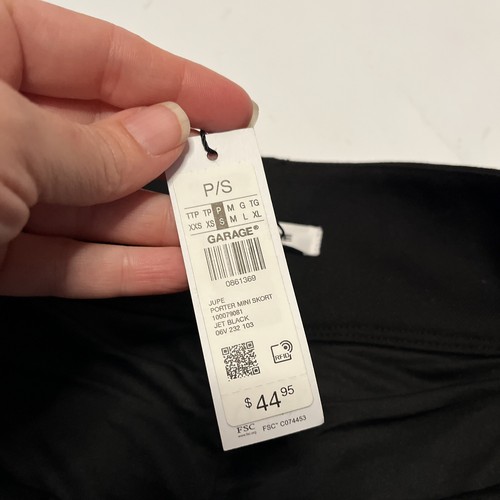 P/S
TTP TP P M G TG
XXS XS S M L XL
GARAGE®
0861369
JUPE
PORTER MINI SKORT
100079081
JET BLACK
06V 232 103
RFID
$ 44 95
FSC FSC® C074453